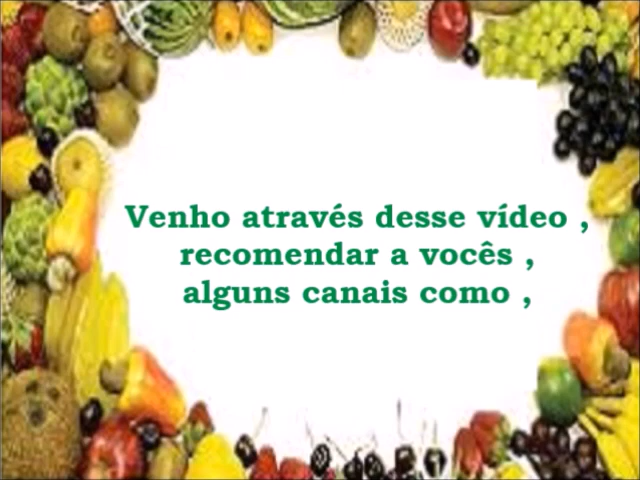 Venho através desse vídeo ,
recomendar a vocês ,
alguns canais como ,